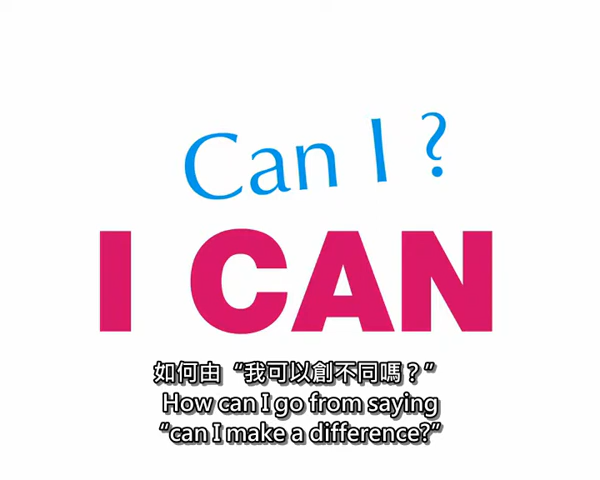 Can I ?
I CAN
如何由“我可以創不同嗎？”
How can I go from saying
“can I make a difference?”